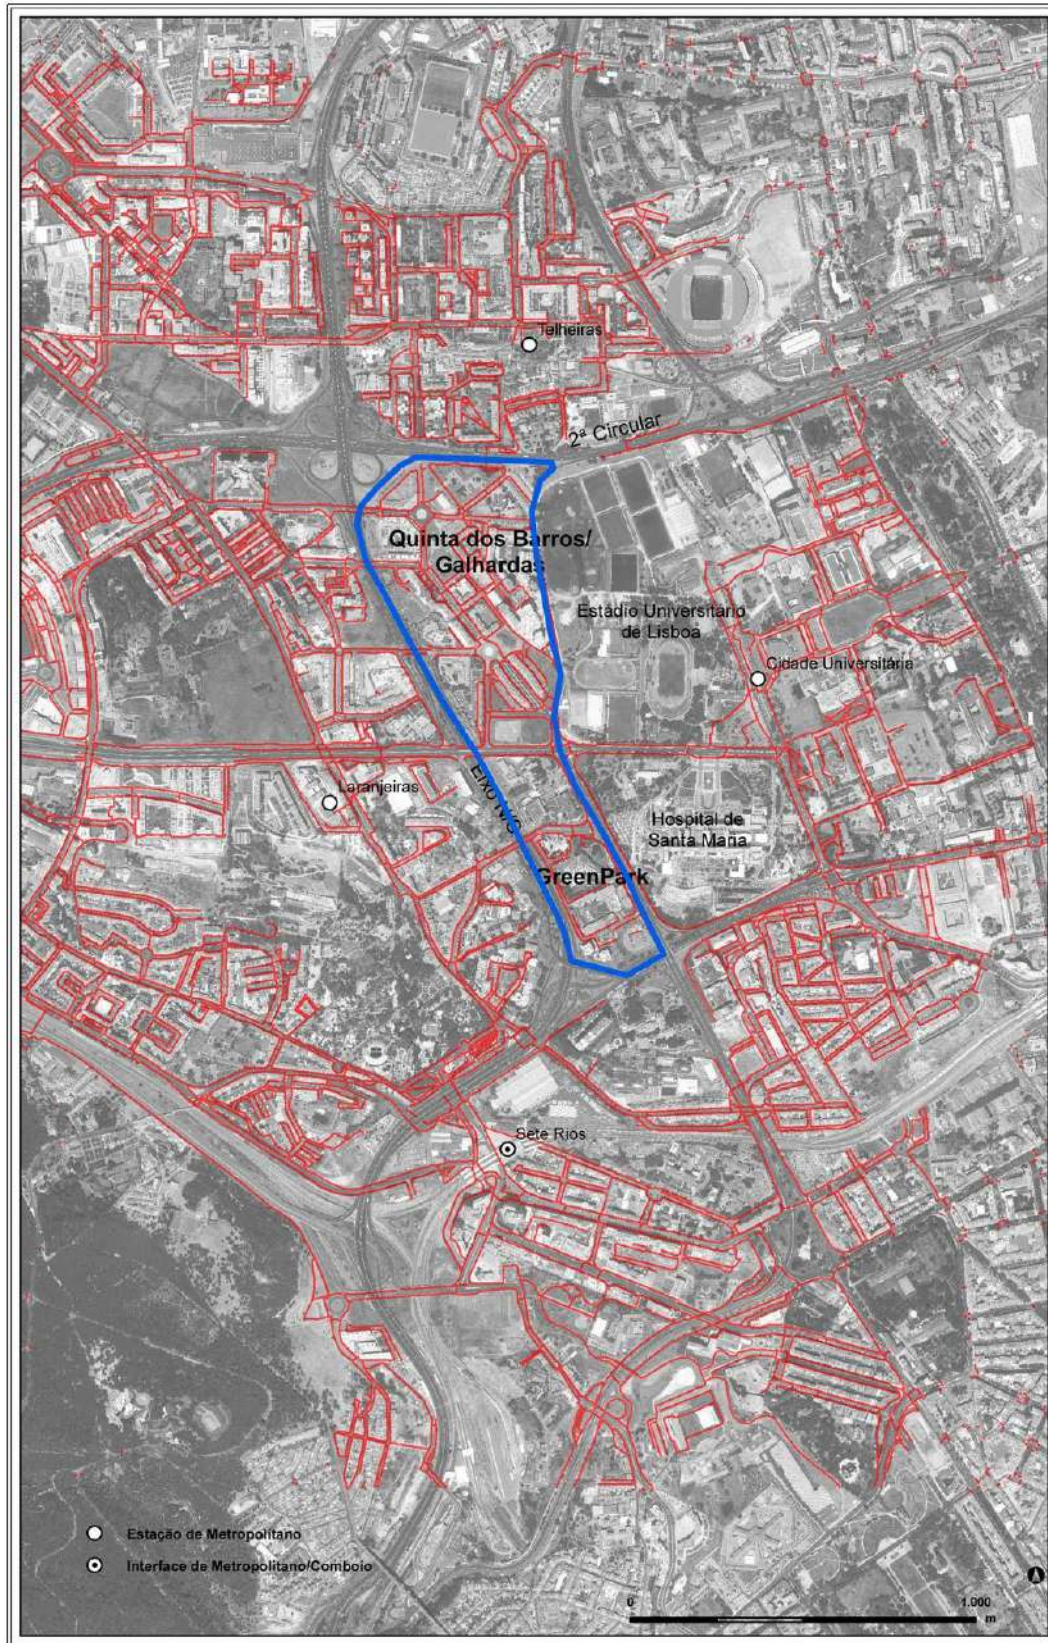 Telheiras
2ª Circular
Quinta dos Barros/
Galhardas
Estádio Universitário
de Lisboa
Cidade Universitária
Laranjeiras
Eixo N/S
Hospital de
Santa Maria
GreenPark
Sete Rios
Estação de Metropolitano
Interface de Metropolitano/Comboio
0
1.000
m